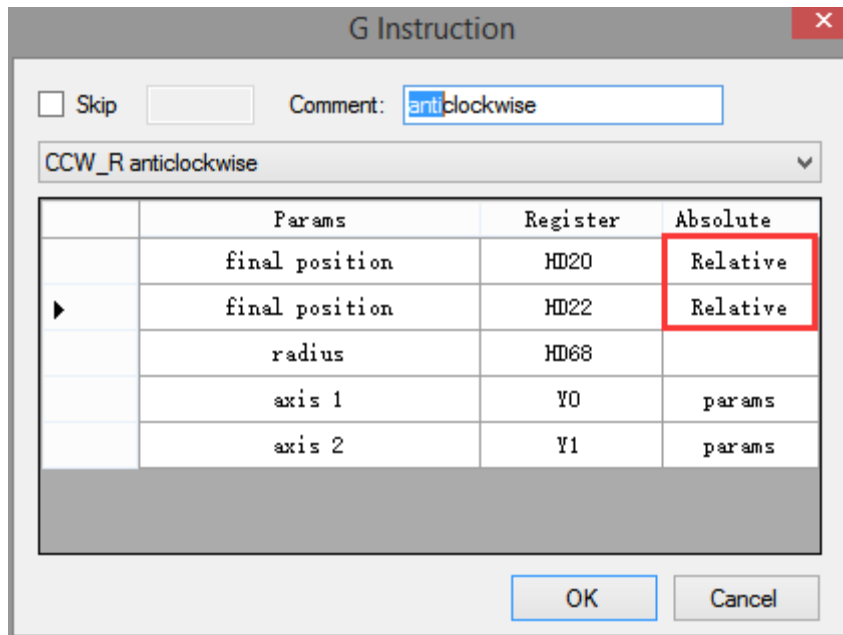 G Instruction
Skip Comment: anticlockwise
CCW_R anticlockwise
Params Register Absolute
final position HD20 Relative
final position HD22 Relative
radius HD68
axis 1 Y0 params
axis 2 Y1 params
OK Cancel